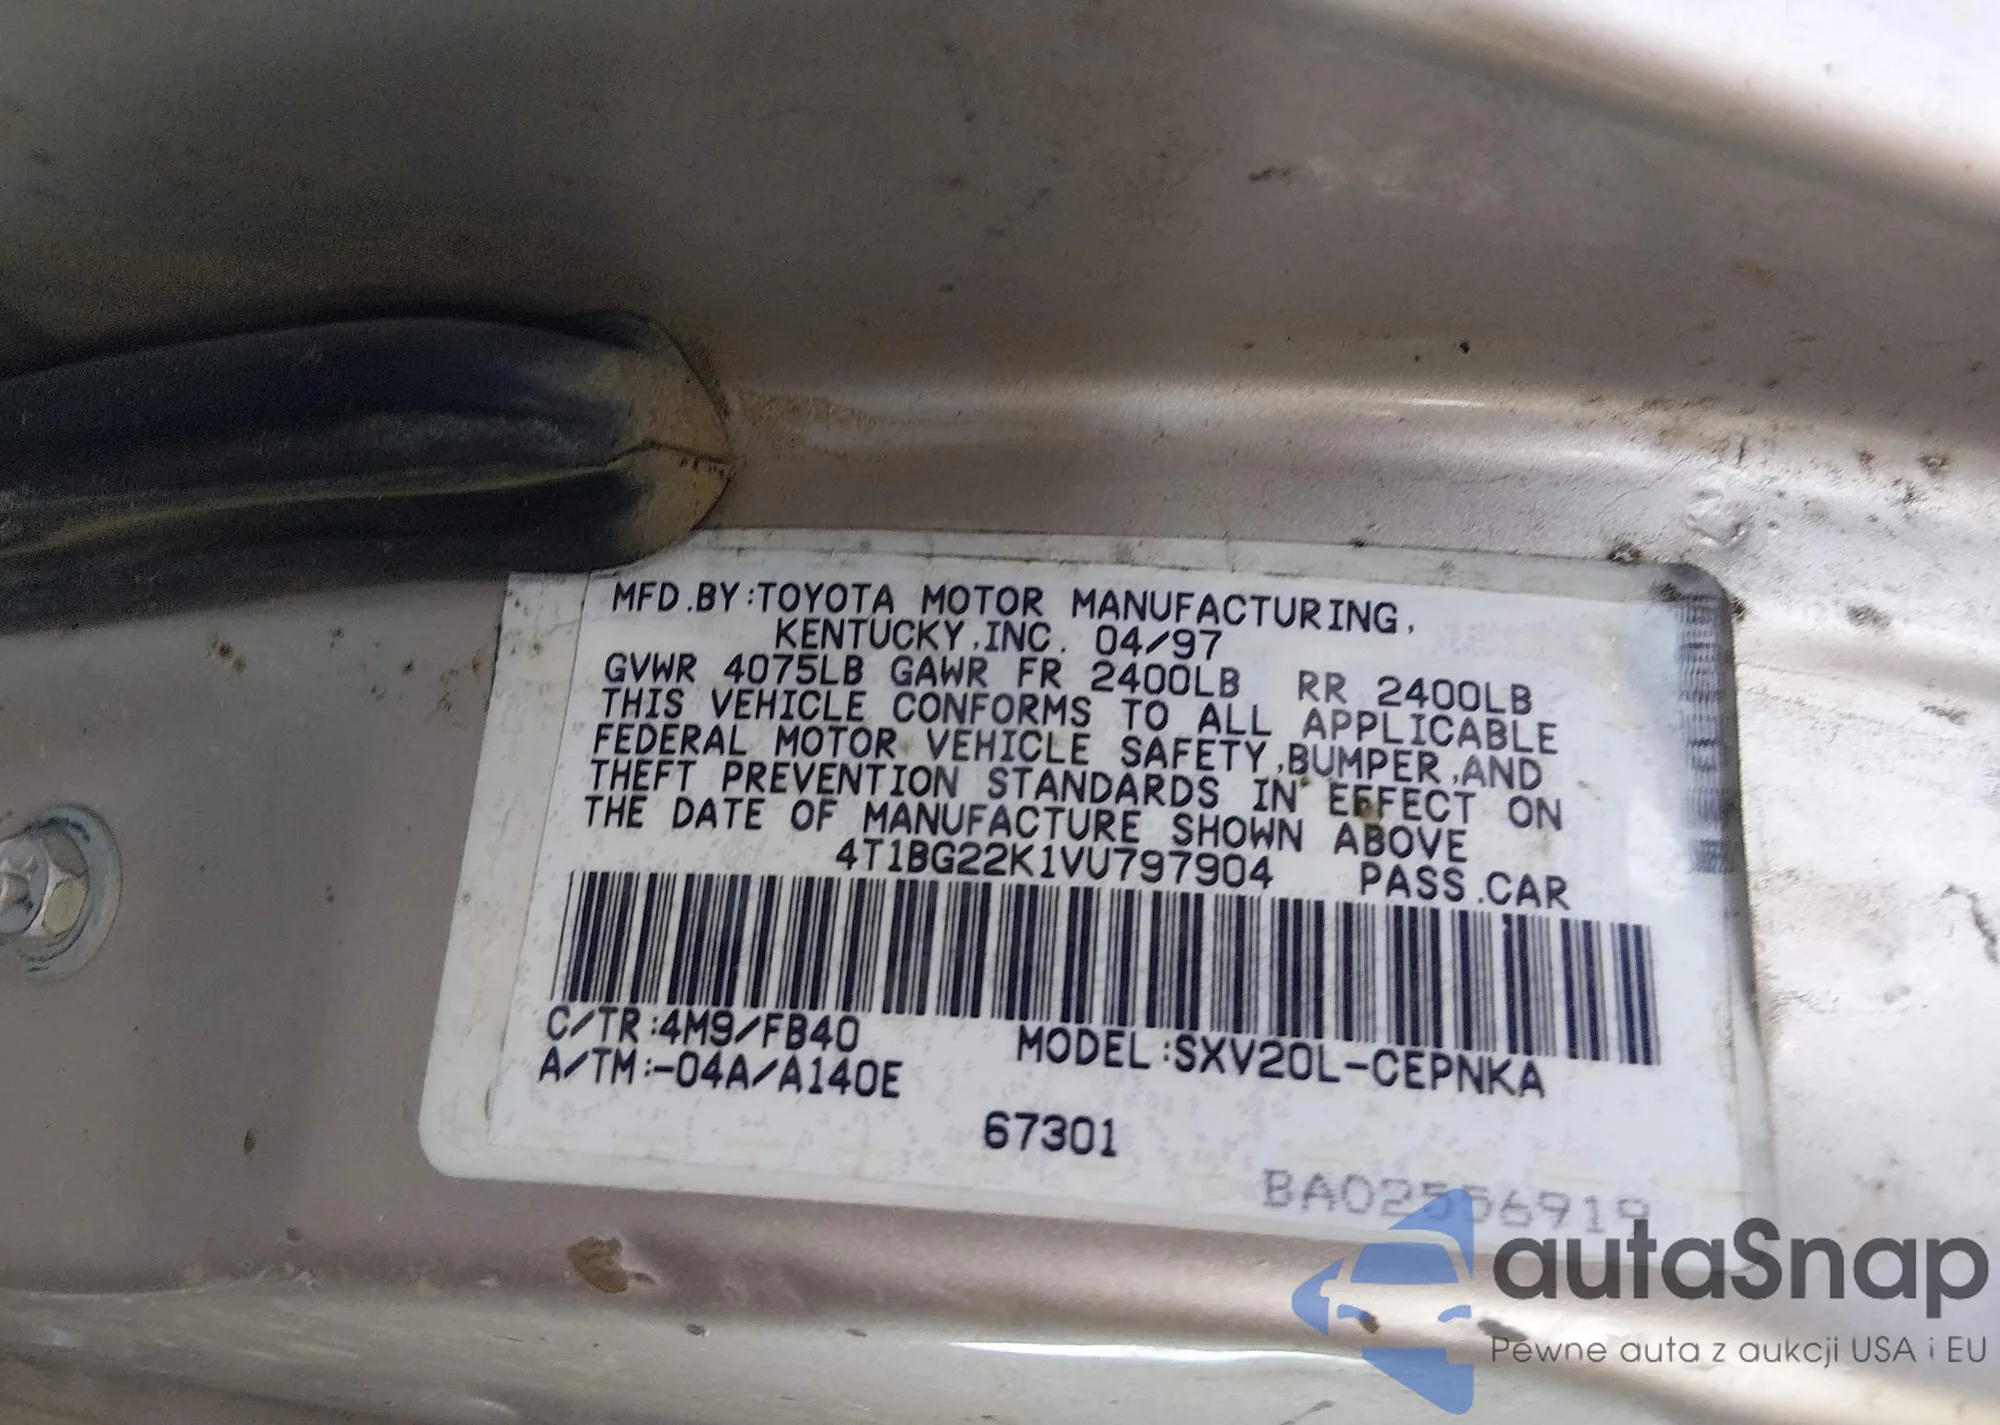 MFD.BY:TOYOTA MOTOR MANUFACTURING,
KENTUCKY,INC. 04/97
GVWR 4075LB GAWR FR 2400LB RR 2400LB
THIS VEHICLE CONFORMS TO ALL APPLICABLE
FEDERAL MOTOR VEHICLE SAFETY,BUMPER,AND
THEFT PREVENTION STANDARDS IN EFFECT ON
THE DATE OF MANUFACTURE SHOWN ABOVE
4T1BG22K1VU797904 PASS.CAR
C/TR:4M9/FB40 MODEL:SXV20L-CEPNKA
A/TM:-04A/A140E
67301
BA02556919
autaSnap
Pewne auta z aukcji USA i EU